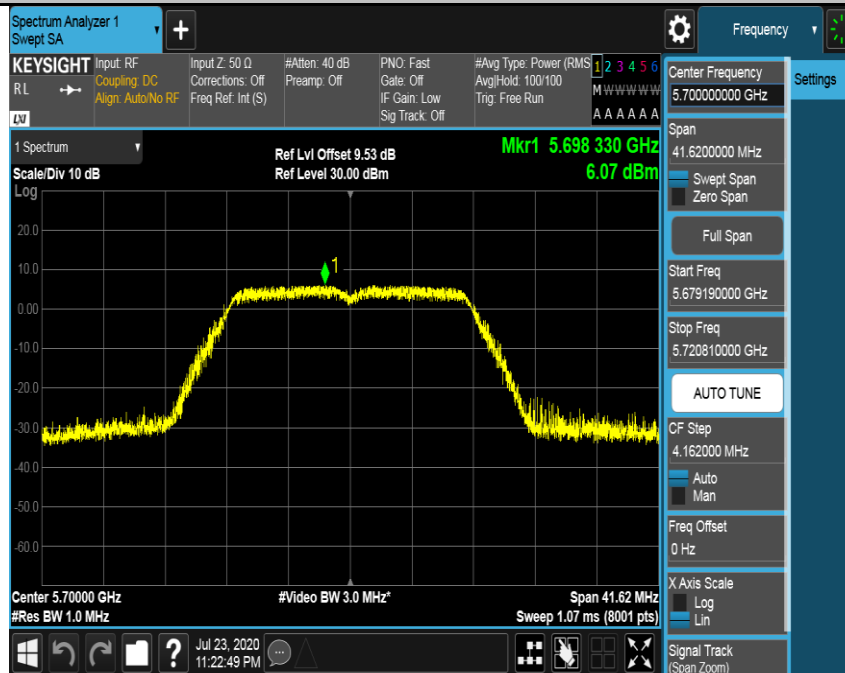 Spectrum Analyzer 1
Swept SA
+
Frequency
KEYSIGHT
RL
LXI
Input: RF
Coupling: DC
Align: Auto/No RF
Input Z: 50 Ω
Corrections: Off
Freq Ref: Int (S)
#Atten: 40 dB
Preamp: Off
PNO: Fast
Gate: Off
IF Gain: Low
Sig Track: Off
#Avg Type: Power (RMS
Avg|Hold: 100/100
Trig: Free Run
1 2 3 4 5 6
M W W W W W
A A A A A A
Settings
1 Spectrum
Scale/Div 10 dB
Ref Lvl Offset 9.53 dB
Ref Level 30.00 dBm
Mkr1 5.698 330 GHz
6.07 dBm
Log
20.0
10.0
0.00
-10.0
-20.0
-30.0
-40.0
-50.0
-60.0
1
Center 5.70000 GHz
#Res BW 1.0 MHz
#Video BW 3.0 MHz*
Span 41.62 MHz
Sweep 1.07 ms (8001 pts)
Center Frequency
5.700000000 GHz
Span
41.6200000 MHz
Swept Span
Zero Span
Full Span
Start Freq
5.679190000 GHz
Stop Freq
5.720810000 GHz
AUTO TUNE
CF Step
4.162000 MHz
Auto
Man
Freq Offset
0 Hz
X Axis Scale
Log
Lin
Signal Track
(Span Zoom)
?
Jul 23, 2020
11:22:49 PM